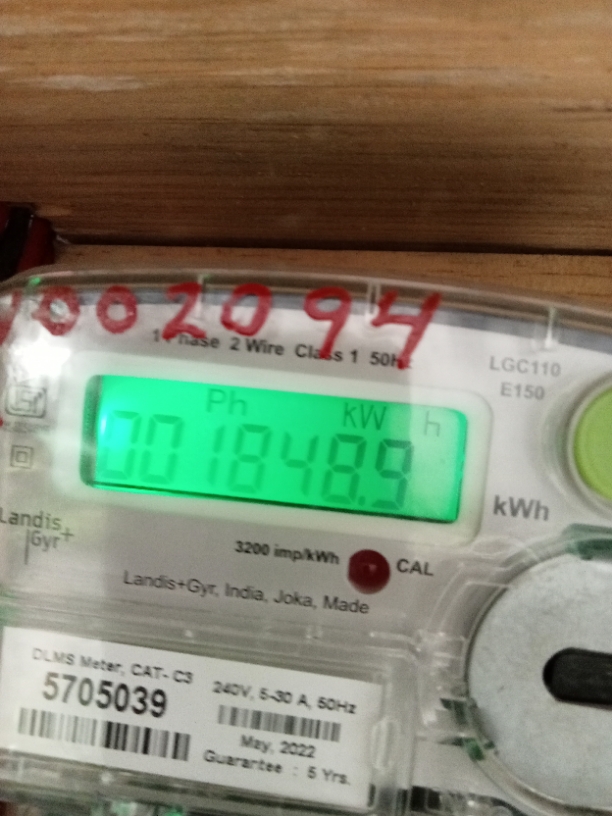 002094
1 Phase 2 Wire Class 1 50Hz
LGC110
E150
Ph kW h
001848.9
kWh
Landis
Gyr+
3200 imp/kWh
CAL
Landis+Gyr, India, Joka, Made
DLMS Meter, CAT- C3
5705039
240V, 5-30 A, 50Hz
May, 2022
Guarantee : 5 Yrs.